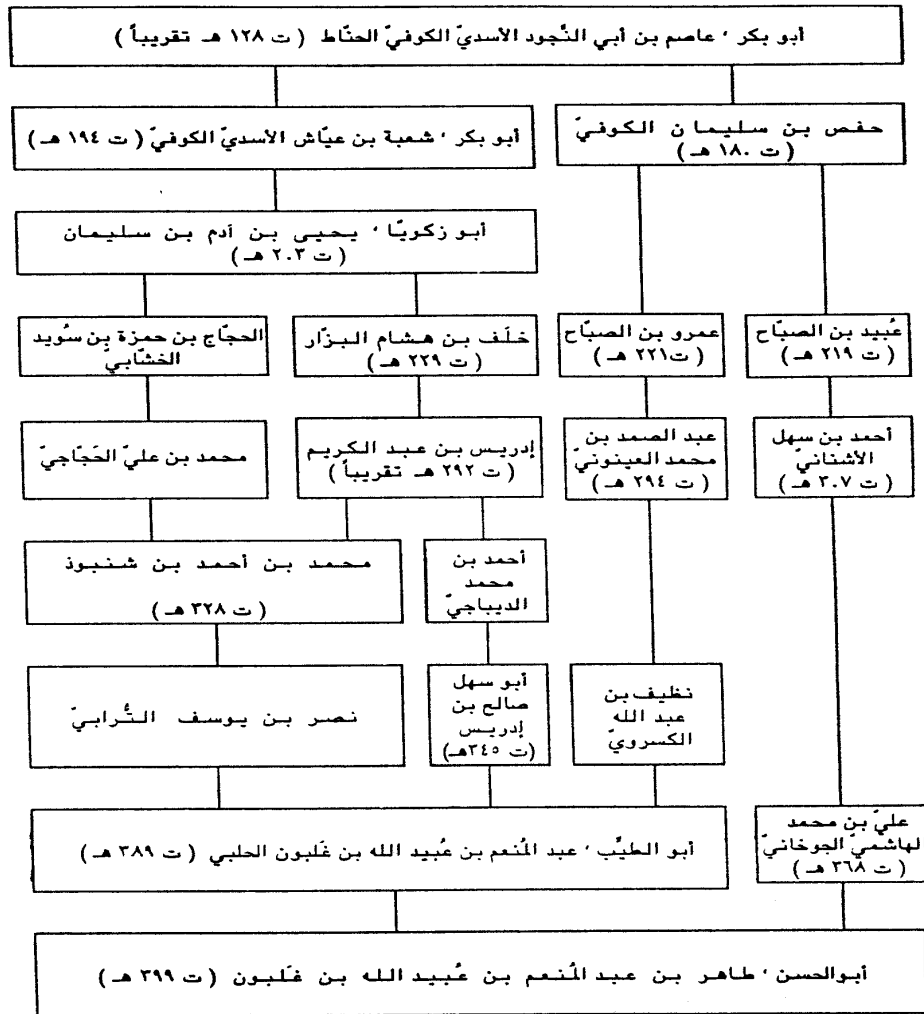 أبو بكر ، عاصم بن أبي النَّجود الأسديّ الكوفيّ الحنّاط ( ت ١٢٨ هـ تقريباً )
حفص بن سليمان الكوفيّ
( ت ١٨٠ هـ )
أبو بكر ، شعبة بن عيّاش الأسديّ الكوفيّ ( ت ١٩٤ هـ )
أبو زكويّا ، يحيى بن آدم بن سليمان
( ت ٢٠٣ هـ )
عُبيد بن الصبّاح
( ت ٢١٩ هـ )
عمرو بن الصبّاح
( ت ٢٢١ هـ )
خلَف بن هشام البزّار
( ت ٢٢٩ هـ )
الحجّاج بن حمزة بن سُويد
الخشّابي
أحمد بن سهل
الأشنانيّ
( ت ٣٠٧ هـ )
عبد الصمد بن
محمد العينونيّ
( ت ٢٩٤ هـ )
إدريس بن عبد الكريم
( ت ٢٩٢ هـ تقريباً )
محمد بن عليّ الحَجّاجيّ
أحمد بن
محمد
الديباجيّ
محمد بن أحمد بن شنبوذ
( ت ٣٢٨ هـ )
نظيف بن
عبد الله
الكسرويّ
أبو سهل
صالح بن
إدريس
(ت ٣٤٥هـ)
نصر بن يوسف التُّرابيّ
عليّ بن محمد
لهاشميّ الجوخانيّ
( ت ٣٦٨ هـ )
أبو الطيِّب ، عبد المُنعم بن عُبيد الله بن غَلبون الحلبي ( ت ٣٨٩ هـ )
أبوالحسن ، طاهر بن عبد المُنعم بن عُبيد الله بن غَلبون ( ت ٣٩٩ هـ )